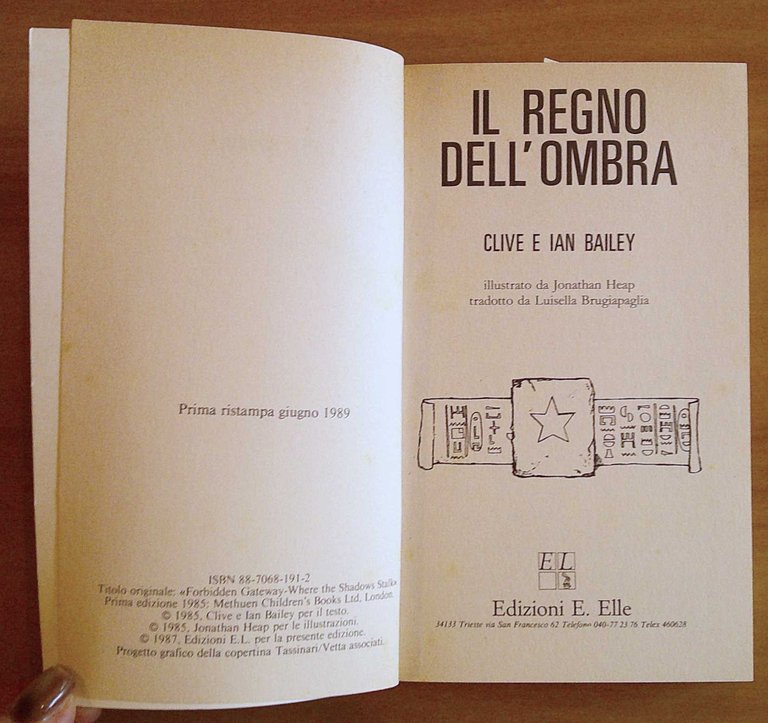 Prima ristampa giugno 1989
ISBN 88-7068-191-2
Titolo originale: «Forbidden Gateway-Where the Shadows Stalk»
Prima edizione 1985: Methuen Children's Books Ltd. London.
© 1985, Clive e Ian Bailey per il testo.
© 1985, Jonathan Heap per le illustrazioni.
© 1987, Edizioni E.L. per la presente edizione.
Progetto grafico della copertina Tassinari/Vetta associati.
IL REGNO
DELL'OMBRA
CLIVE E IAN BAILEY
illustrato da Jonathan Heap
tradotto da Luisella Brugiapaglia
E L
Edizioni E. Elle
34133 Trieste via San Francesco 62 Telefono 040-77 23 76 Telex 460628